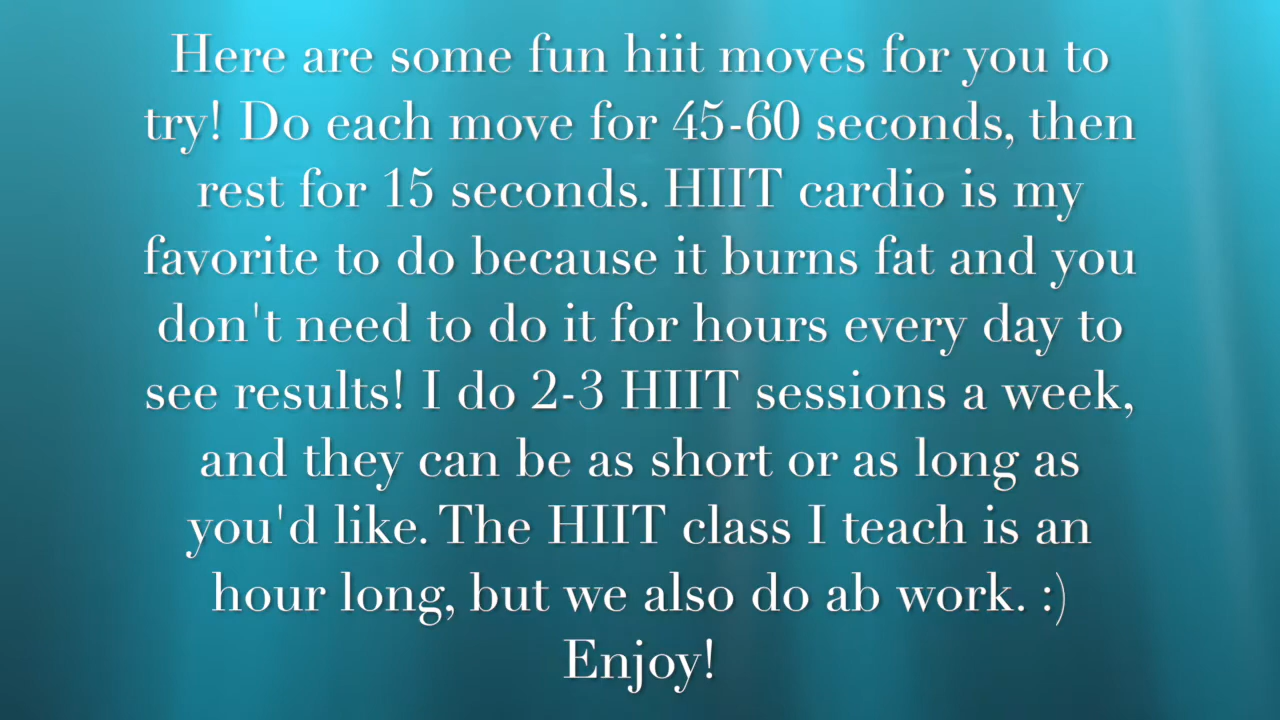 Here are some fun hiit moves for you to
try! Do each move for 45-60 seconds, then
rest for 15 seconds. HIIT cardio is my
favorite to do because it burns fat and you
don't need to do it for hours every day to
see results! I do 2-3 HIIT sessions a week,
and they can be as short or as long as
you'd like. The HIIT class I teach is an
hour long, but we also do ab work. :)
Enjoy!